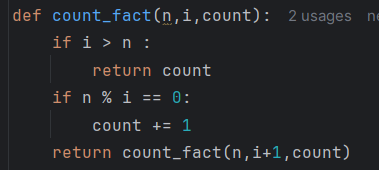 def count_fact(n,i,count): 2 usages
    if i > n :
        return count
    if n % i == 0:
        count += 1
    return count_fact(n,i+1,count)